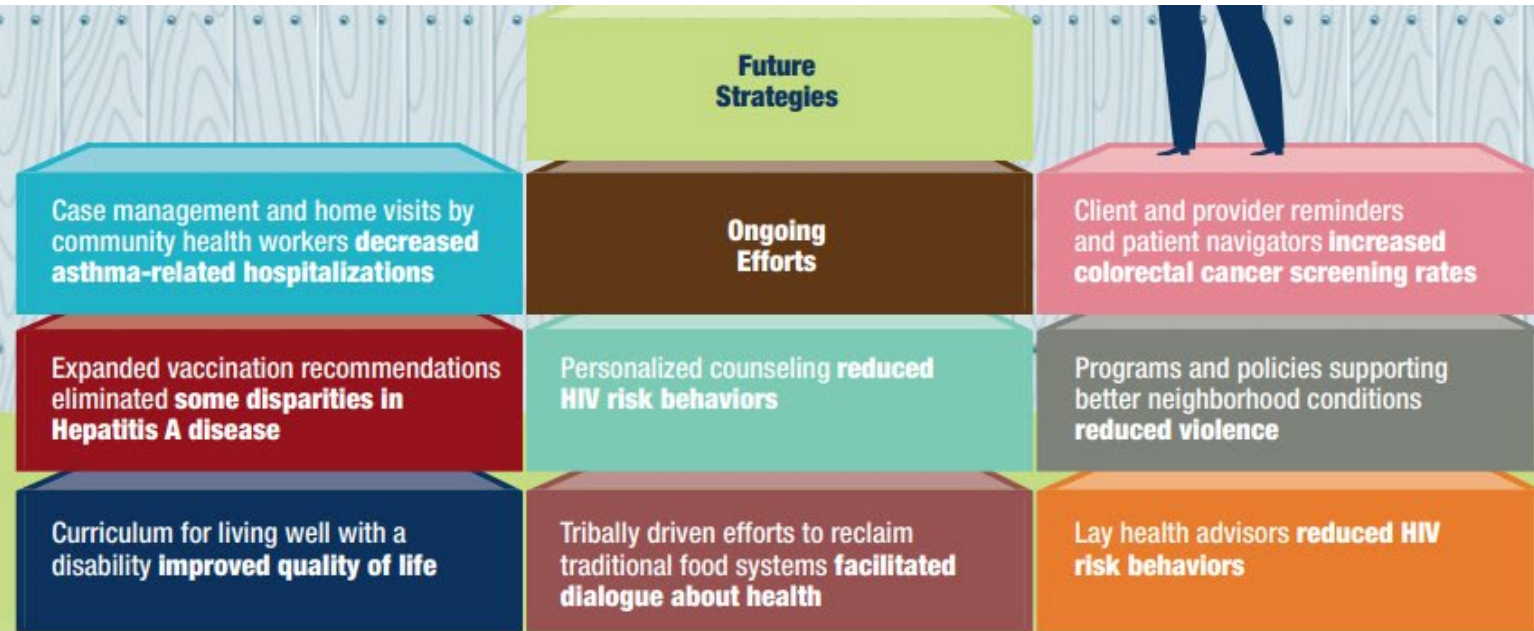 Future
Strategies
Case management and home visits by
community health workers decreased
asthma-related hospitalizations
Ongoing
Efforts
Client and provider reminders
and patient navigators increased
colorectal cancer screening rates
Expanded vaccination recommendations
eliminated some disparities in
Hepatitis A disease
Personalized counseling reduced
HIV risk behaviors
Programs and policies supporting
better neighborhood conditions
reduced violence
Curriculum for living well with a
disability improved quality of life
Tribally driven efforts to reclaim
traditional food systems facilitated
dialogue about health
Lay health advisors reduced HIV
risk behaviors